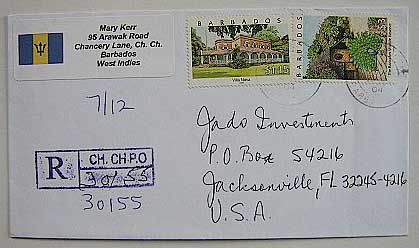 Mary Kerr
95 Arawak Road
Chancery Lane, Ch. Ch.
Barbados
West Indies
BARBADOS
Villa Nova
$1.15
BARBADOS
04
7/12
R
CH. CH P.O
30155
30155
Jado Investments
P.O. Box 54216
Jacksonville, FL 32245-4216
U.S.A.